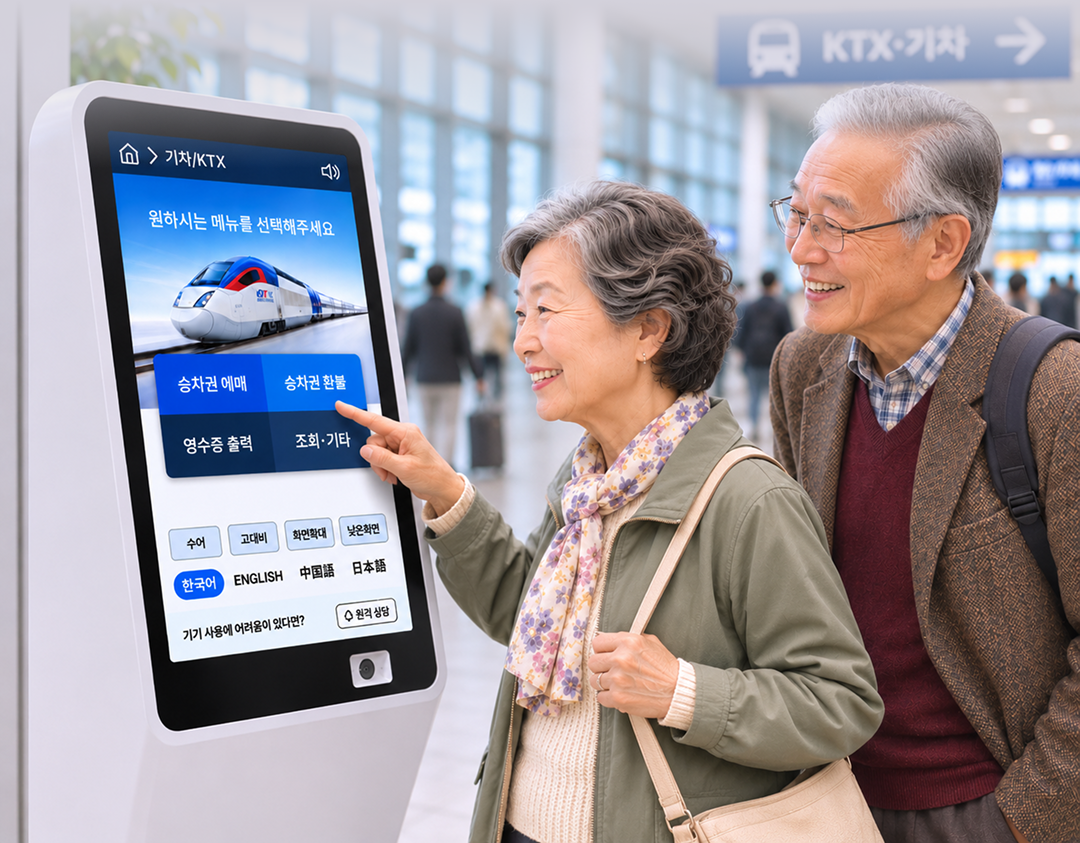 KTX·기차
기차/KTX
원하시는 메뉴를 선택해주세요
승차권 예매
승차권 환불
영수증 출력
조회·기타
수어
고대비
화면확대
낮은화면
한국어
ENGLISH
中国語
日本語
기기 사용에 어려움이 있다면?
원격 상담